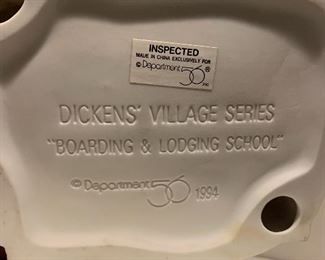 INSPECTED
MADE IN CHINA EXCLUSIVELY FOR
© Department 56 ®
DICKENS' VILLAGE SERIES
"BOARDING & LODGING SCHOOL"
© Department 56 1994